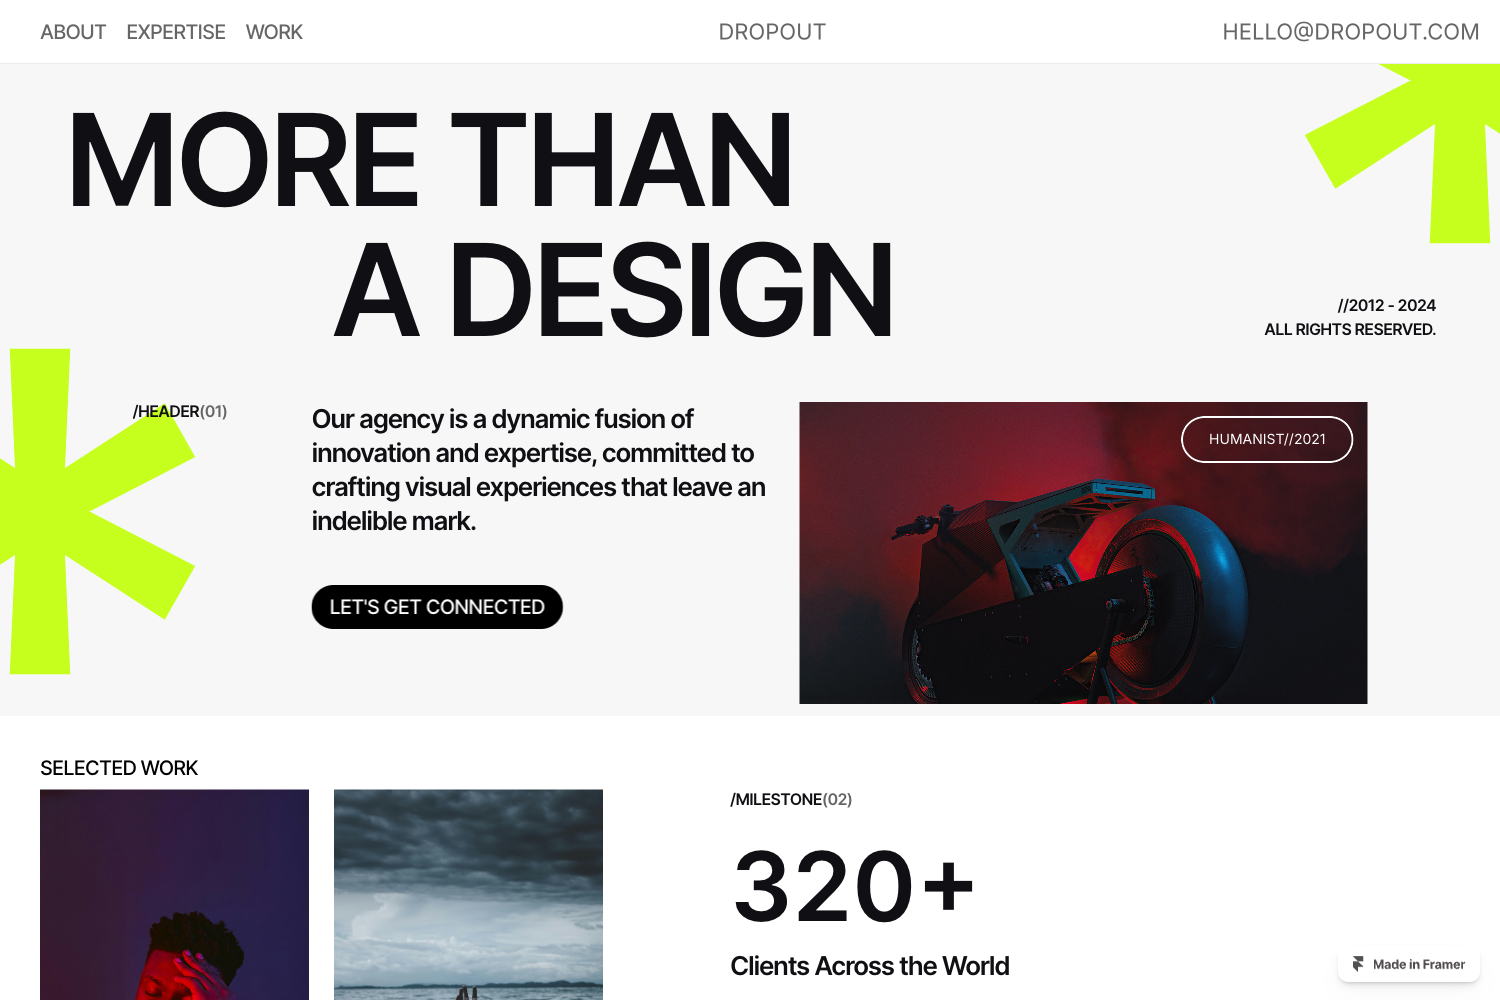 ABOUT EXPERTISE WORK DROPOUT HELLO@DROPOUT.COM
MORE THAN
A DESIGN
//2012 - 2024
ALL RIGHTS RESERVED.
/HEADER(01)
Our agency is a dynamic fusion of
innovation and expertise, committed to
crafting visual experiences that leave an
indelible mark.
LET'S GET CONNECTED
HUMANIST//2021
SELECTED WORK
/MILESTONE(02)
320+
Clients Across the World
Made in Framer